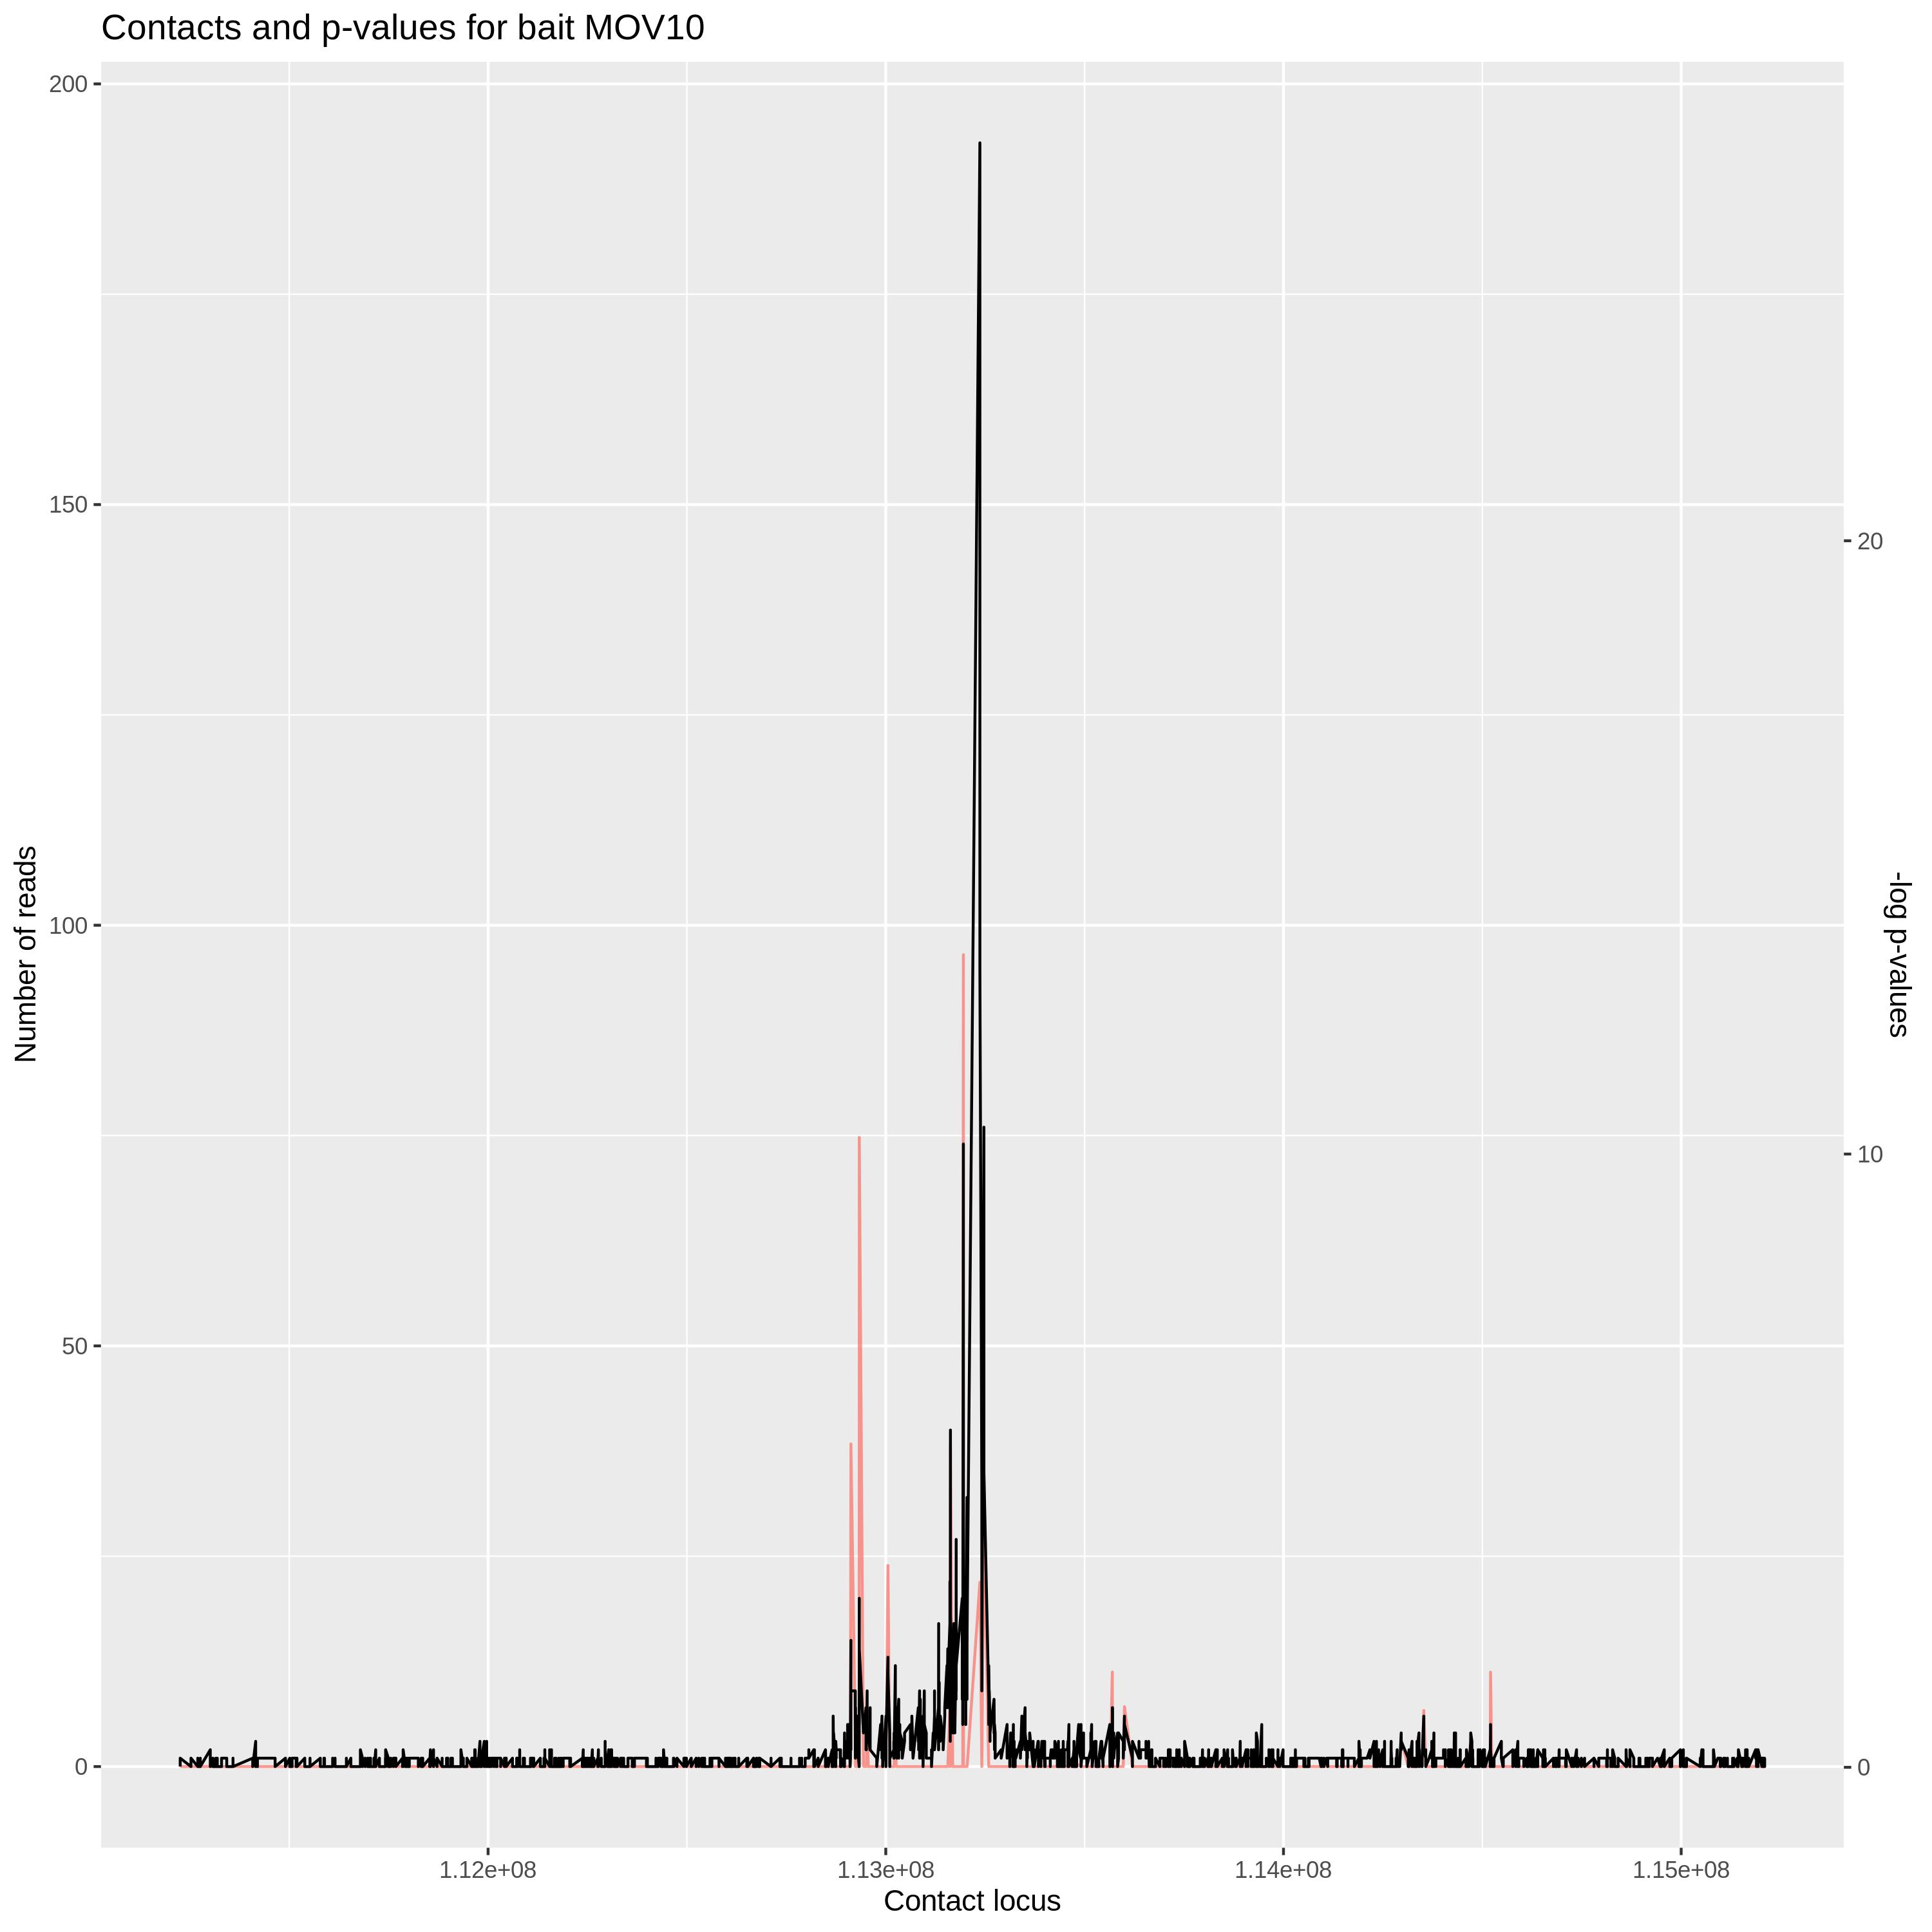 Contacts and p-values for bait MOV10
200
150
100
50
0
Number of reads
20
10
0
-log p-values
1.12e+08
1.13e+08
1.14e+08
1.15e+08
Contact locus